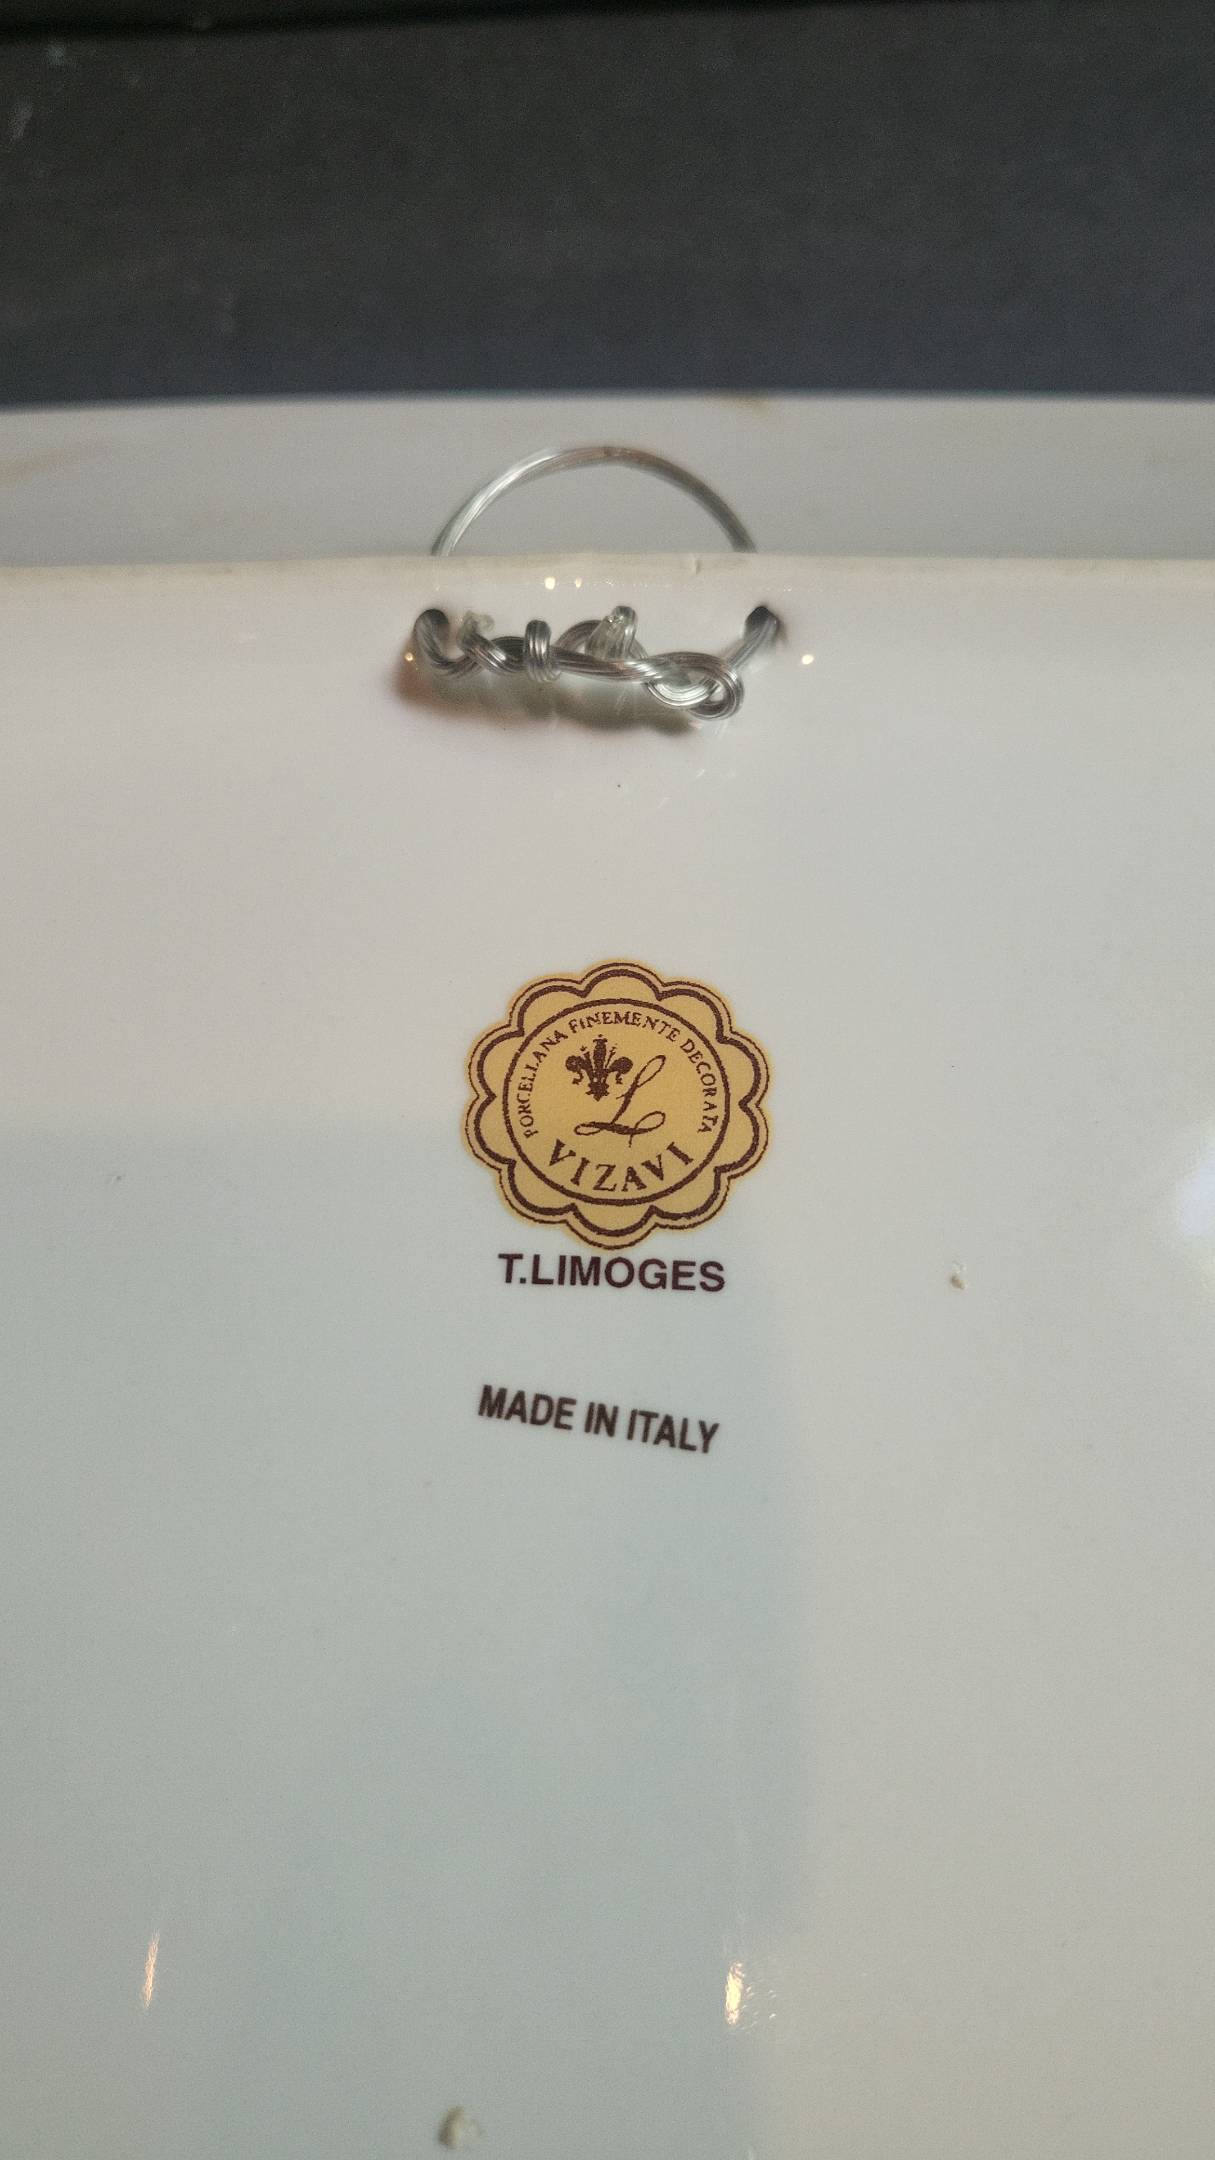 PORCELLANA FINEMENTE DECORATA
L
VIZAVI
T.LIMOGES
MADE IN ITALY